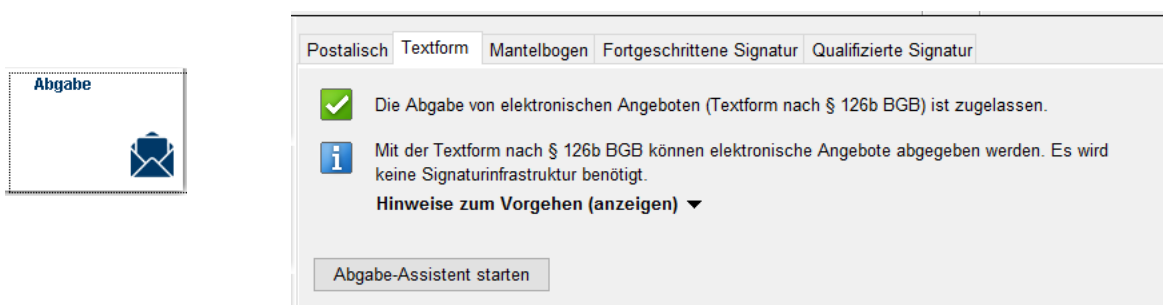 Abgabe
Postalisch Textform Mantelbogen Fortgeschrittene Signatur Qualifizierte Signatur
Die Abgabe von elektronischen Angeboten (Textform nach § 126b BGB) ist zugelassen.
Mit der Textform nach § 126b BGB können elektronische Angebote abgegeben werden. Es wird
keine Signaturinfrastruktur benötigt.
Hinweise zum Vorgehen (anzeigen)
Abgabe-Assistent starten